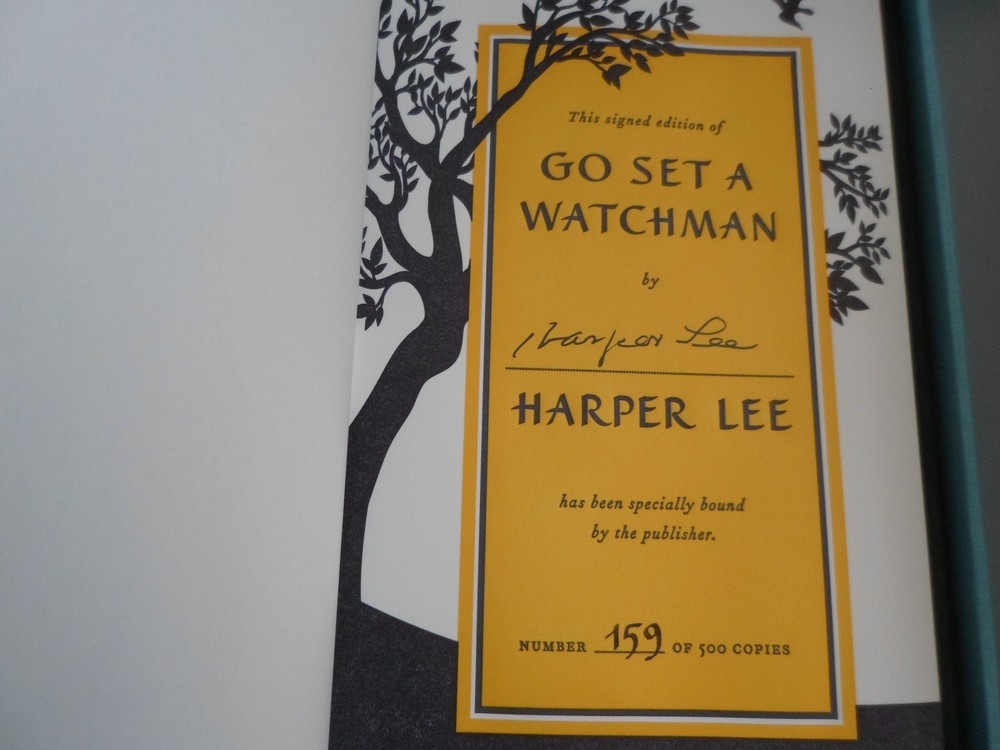 This signed edition of
GO SET A
WATCHMAN
by
Harper Lee
HARPER LEE
has been specially bound
by the publisher.
NUMBER 159 OF 500 COPIES